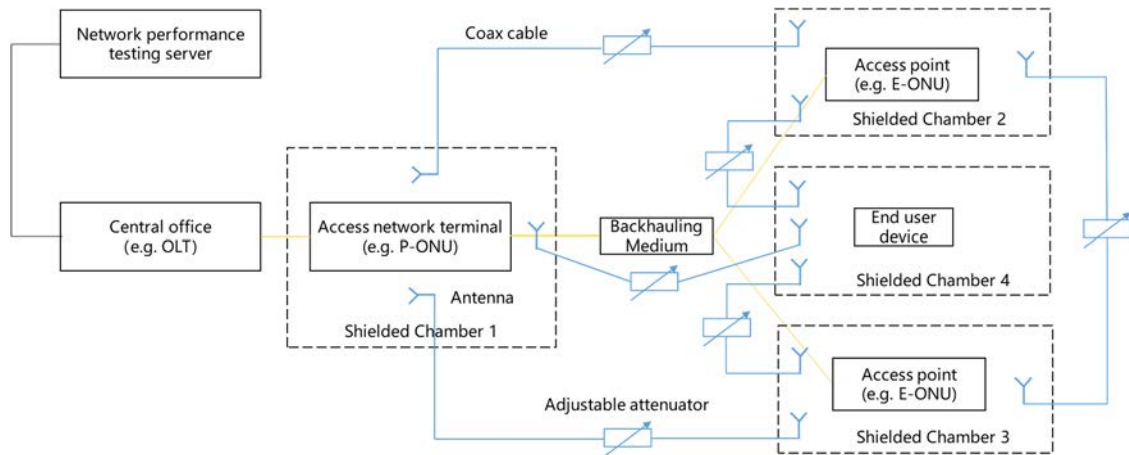 Network performance
testing server
Coax cable
Access point
(e.g. E-ONU)
Shielded Chamber 2
Central office
(e.g. OLT)
Access network terminal
(e.g. P-ONU)
Backhauling
Medium
End user
device
Antenna
Shielded Chamber 1
Shielded Chamber 4
Access point
(e.g. E-ONU)
Adjustable attenuator
Shielded Chamber 3